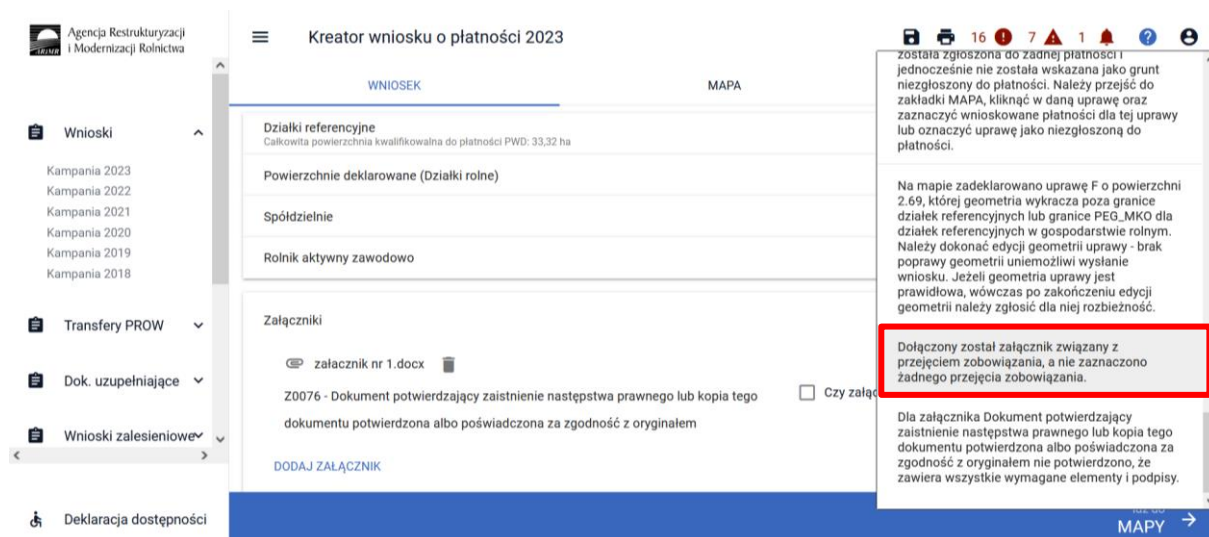 Agencja Restrukturyzacji
i Modernizacji Rolnictwa
ARiMR
Kreator wniosku o płatności 2023
16 7 1
WNIOSEK
MAPA
Wnioski
Kampania 2023
Kampania 2022
Kampania 2021
Kampania 2020
Kampania 2019
Kampania 2018
Transfery PROW
Dok. uzupełniające
Wnioski zalesieniowe
Deklaracja dostępności
Działki referencyjne
Całkowita powierzchnia kwalifikowalna do płatności PWD: 33,32 ha
Powierzchnie deklarowane (Działki rolne)
Spółdzielnie
Rolnik aktywny zawodowo
Załączniki
załacznik nr 1.docx
Z0076 - Dokument potwierdzający zaistnienie następstwa prawnego lub kopia tego
dokumentu potwierdzona albo poświadczona za zgodność z oryginałem
Czy załąc
DODAJ ZAŁĄCZNIK
została zgłoszona do żadnej płatności i
jednocześnie nie została wskazana jako grunt
niezgłoszony do płatności. Należy przejść do
zakładki MAPA, kliknąć w daną uprawę oraz
zaznaczyć wnioskowane płatności dla tej uprawy
lub oznaczyć uprawę jako niezgłoszoną do
płatności.
Na mapie zadeklarowano uprawę F o powierzchni
2.69, której geometria wykracza poza granice
działek referencyjnych lub granice PEG_MKO dla
działek referencyjnych w gospodarstwie rolnym.
Należy dokonać edycji geometrii uprawy - brak
poprawy geometrii uniemożliwi wysłanie
wniosku. Jeżeli geometria uprawy jest
prawidłowa, wówczas po zakończeniu edycji
geometrii należy zgłosić dla niej rozbieżność.
Dołączony został załącznik związany z
przejęciem zobowiązania, a nie zaznaczono
żadnego przejęcia zobowiązania.
Dla załącznika Dokument potwierdzający
zaistnienie następstwa prawnego lub kopia tego
dokumentu potwierdzona albo poświadczona za
zgodność z oryginałem nie potwierdzono, że
zawiera wszystkie wymagane elementy i podpisy.
MAPY